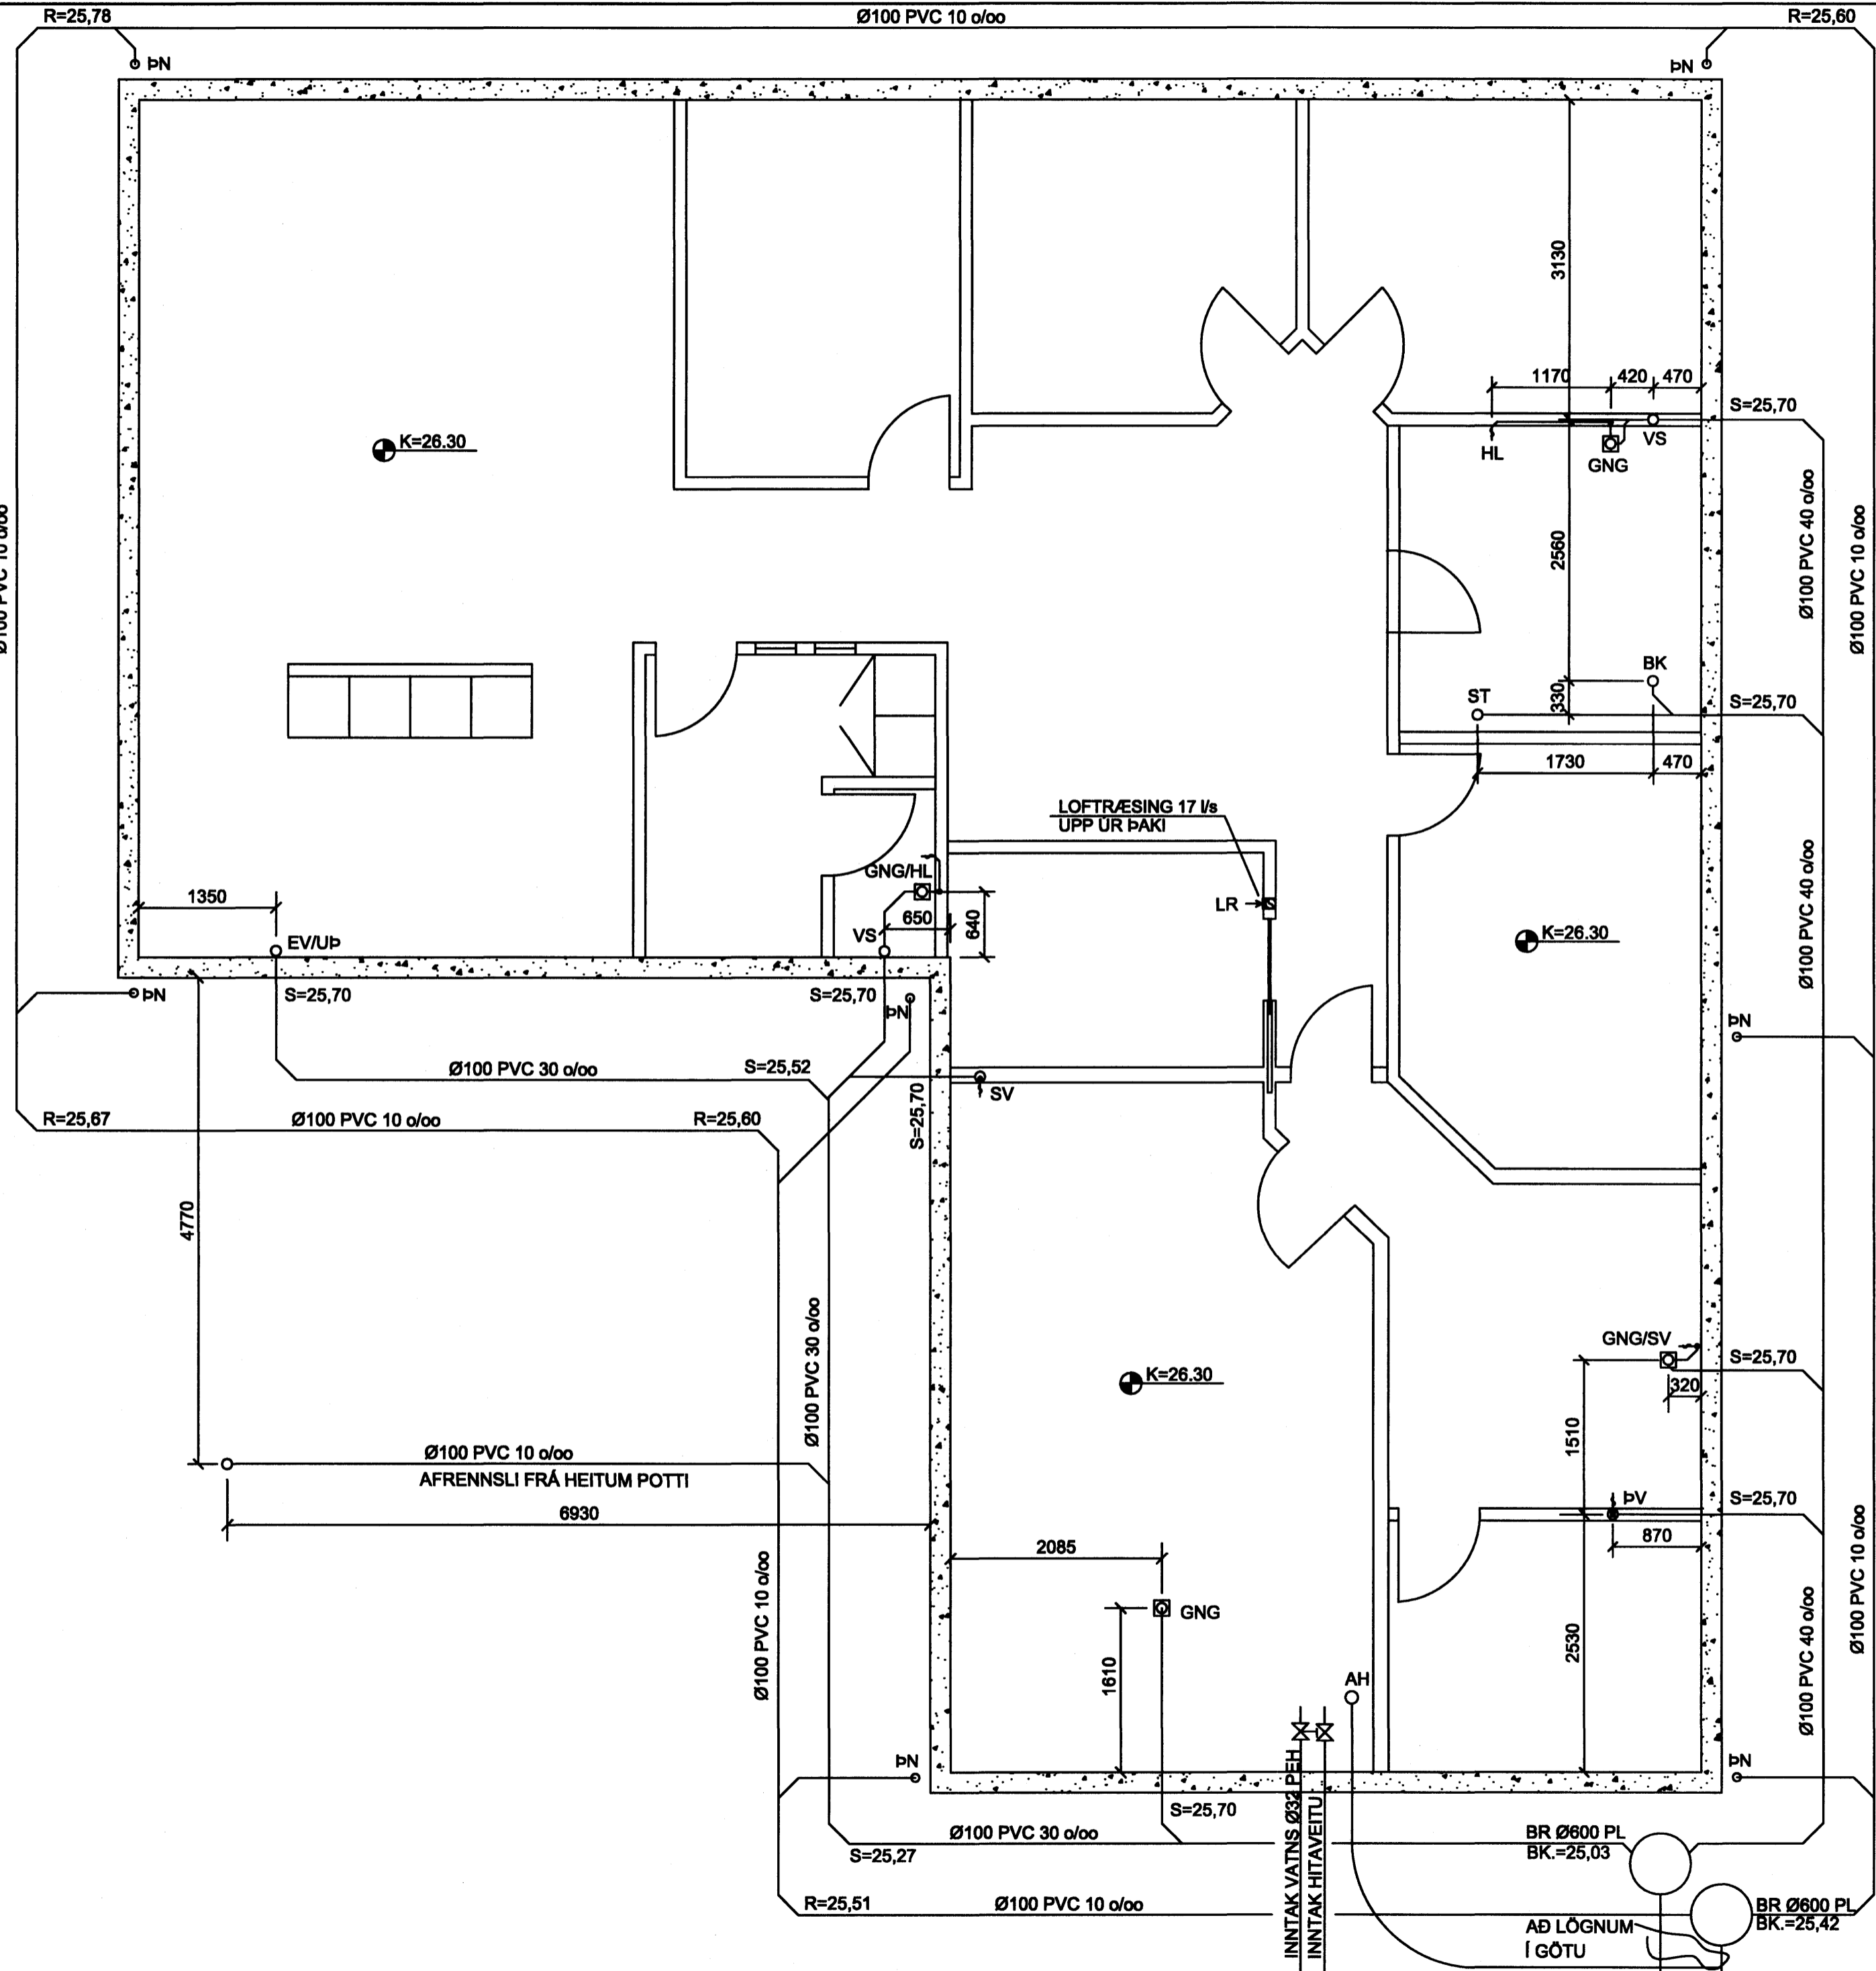 R=25,78
Ø100 PVC 10 o/oo
R=25,60
ÞN
ÞN
1170
420
470
3130
S=25,70
HL
GNG
VS
K=26.30
Ø100 PVC 10 o/oo
Ø100 PVC 40 o/oo
Ø100 PVC 10 o/oo
2560
BK
ST
330
S=25,70
1730
470
LOFTRÆSING 17 l/s
UPP ÚR ÞAKI
GNG/HL
LR
1350
650
640
EV/UÞ
VS
K=26.30
Ø100 PVC 40 o/oo
ÞN
S=25,70
S=25,70
ÞN
ÞN
Ø100 PVC 30 o/oo
S=25,52
SV
S=25,70
R=25,67
Ø100 PVC 10 o/oo
R=25,60
4770
Ø100 PVC 30 o/oo
GNG/SV
S=25,70
320
K=26.30
1510
Ø100 PVC 10 o/oo
AFRENNSLI FRÁ HEITUM POTTI
6930
ÞV
S=25,70
870
2085
GNG
1610
2530
Ø100 PVC 10 o/oo
Ø100 PVC 40 o/oo
Ø100 PVC 10 o/oo
AH
ÞN
ÞN
INNTAK VATNS Ø32 PEH
INNTAK HITAVEITU
S=25,70
Ø100 PVC 30 o/oo
S=25,27
BR Ø600 PL
BK.=25,03
R=25,51
Ø100 PVC 10 o/oo
BR Ø600 PL
BK.=25,42
AÐ LÖGNUM
Í GÖTU